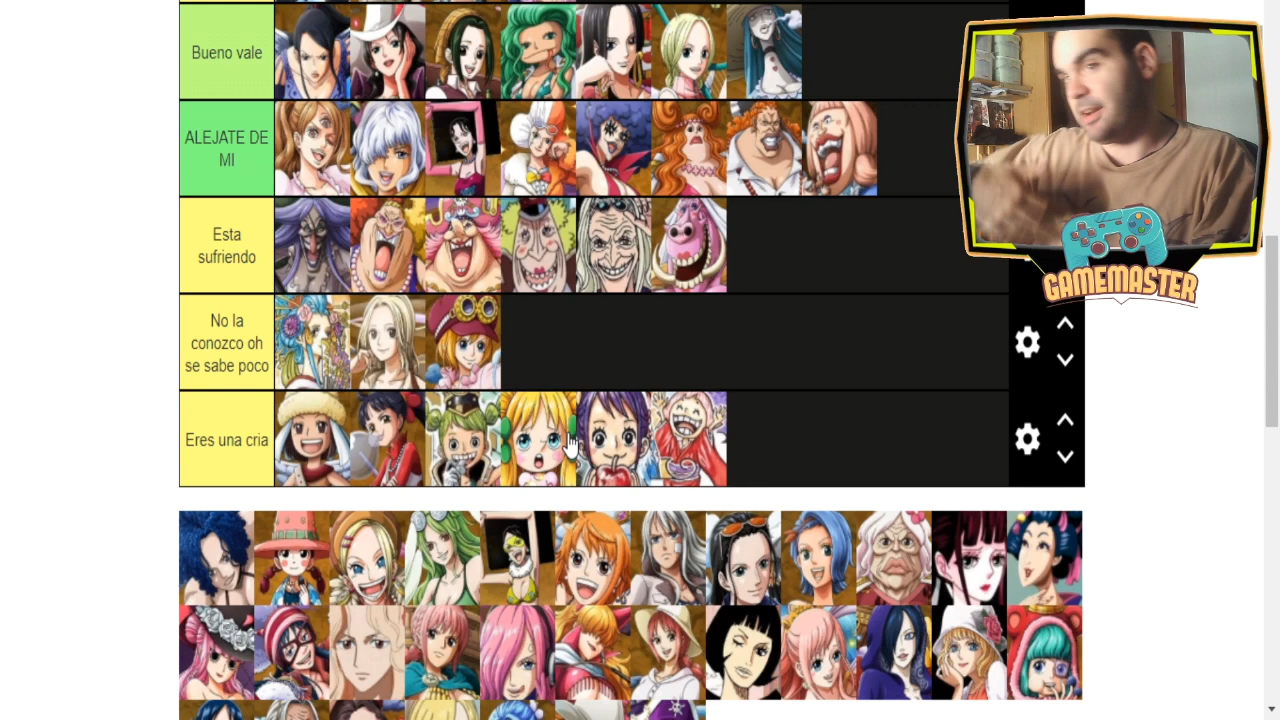 Bueno vale
ALEJATE DE
MI
Esta
sufriendo
No la
conozco oh
se sabe poco
Eres una cria
GAMEMASTER